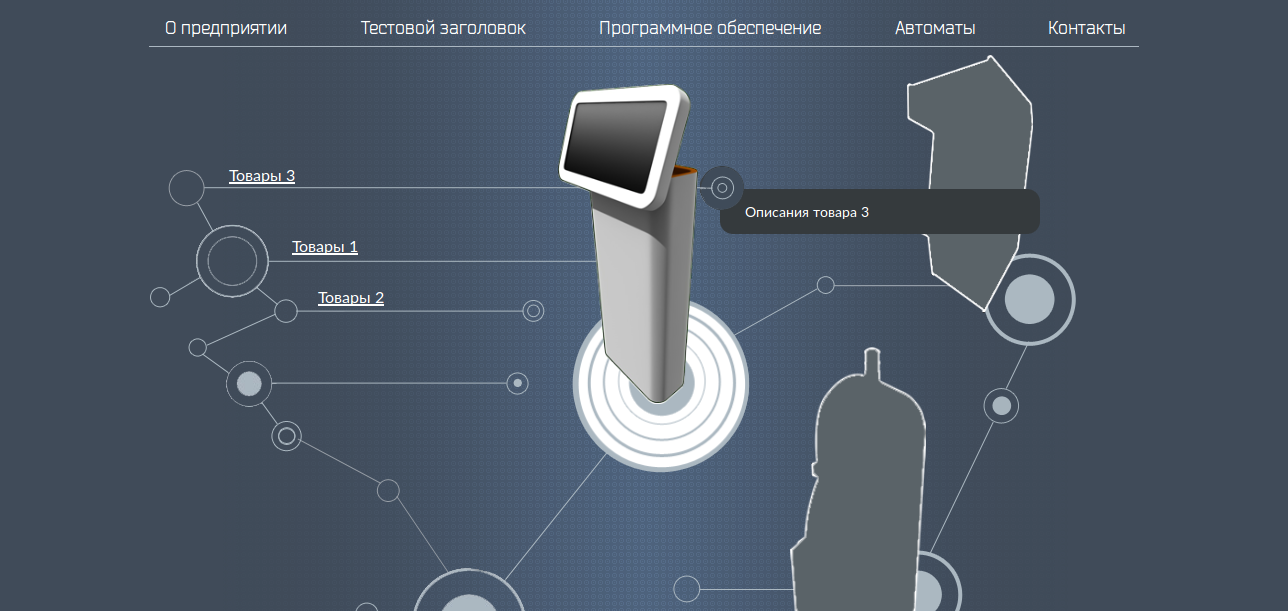 О предприятии
Тестовой заголовок
Программное обеспечение
Автоматы
Контакты
Товары 3
Описания товара 3
Товары 1
Товары 2